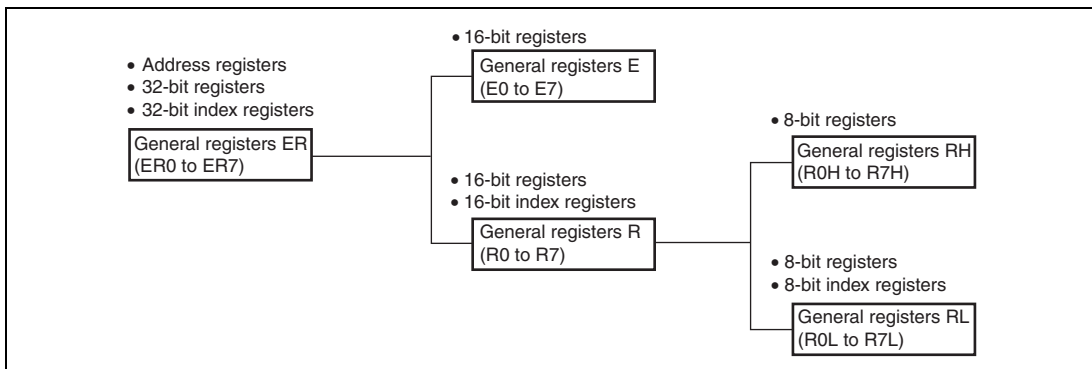 • Address registers
• 32-bit registers
• 32-bit index registers
General registers ER
(ER0 to ER7)
• 16-bit registers
General registers E
(E0 to E7)
• 16-bit registers
• 16-bit index registers
General registers R
(R0 to R7)
• 8-bit registers
General registers RH
(R0H to R7H)
• 8-bit registers
• 8-bit index registers
General registers RL
(R0L to R7L)